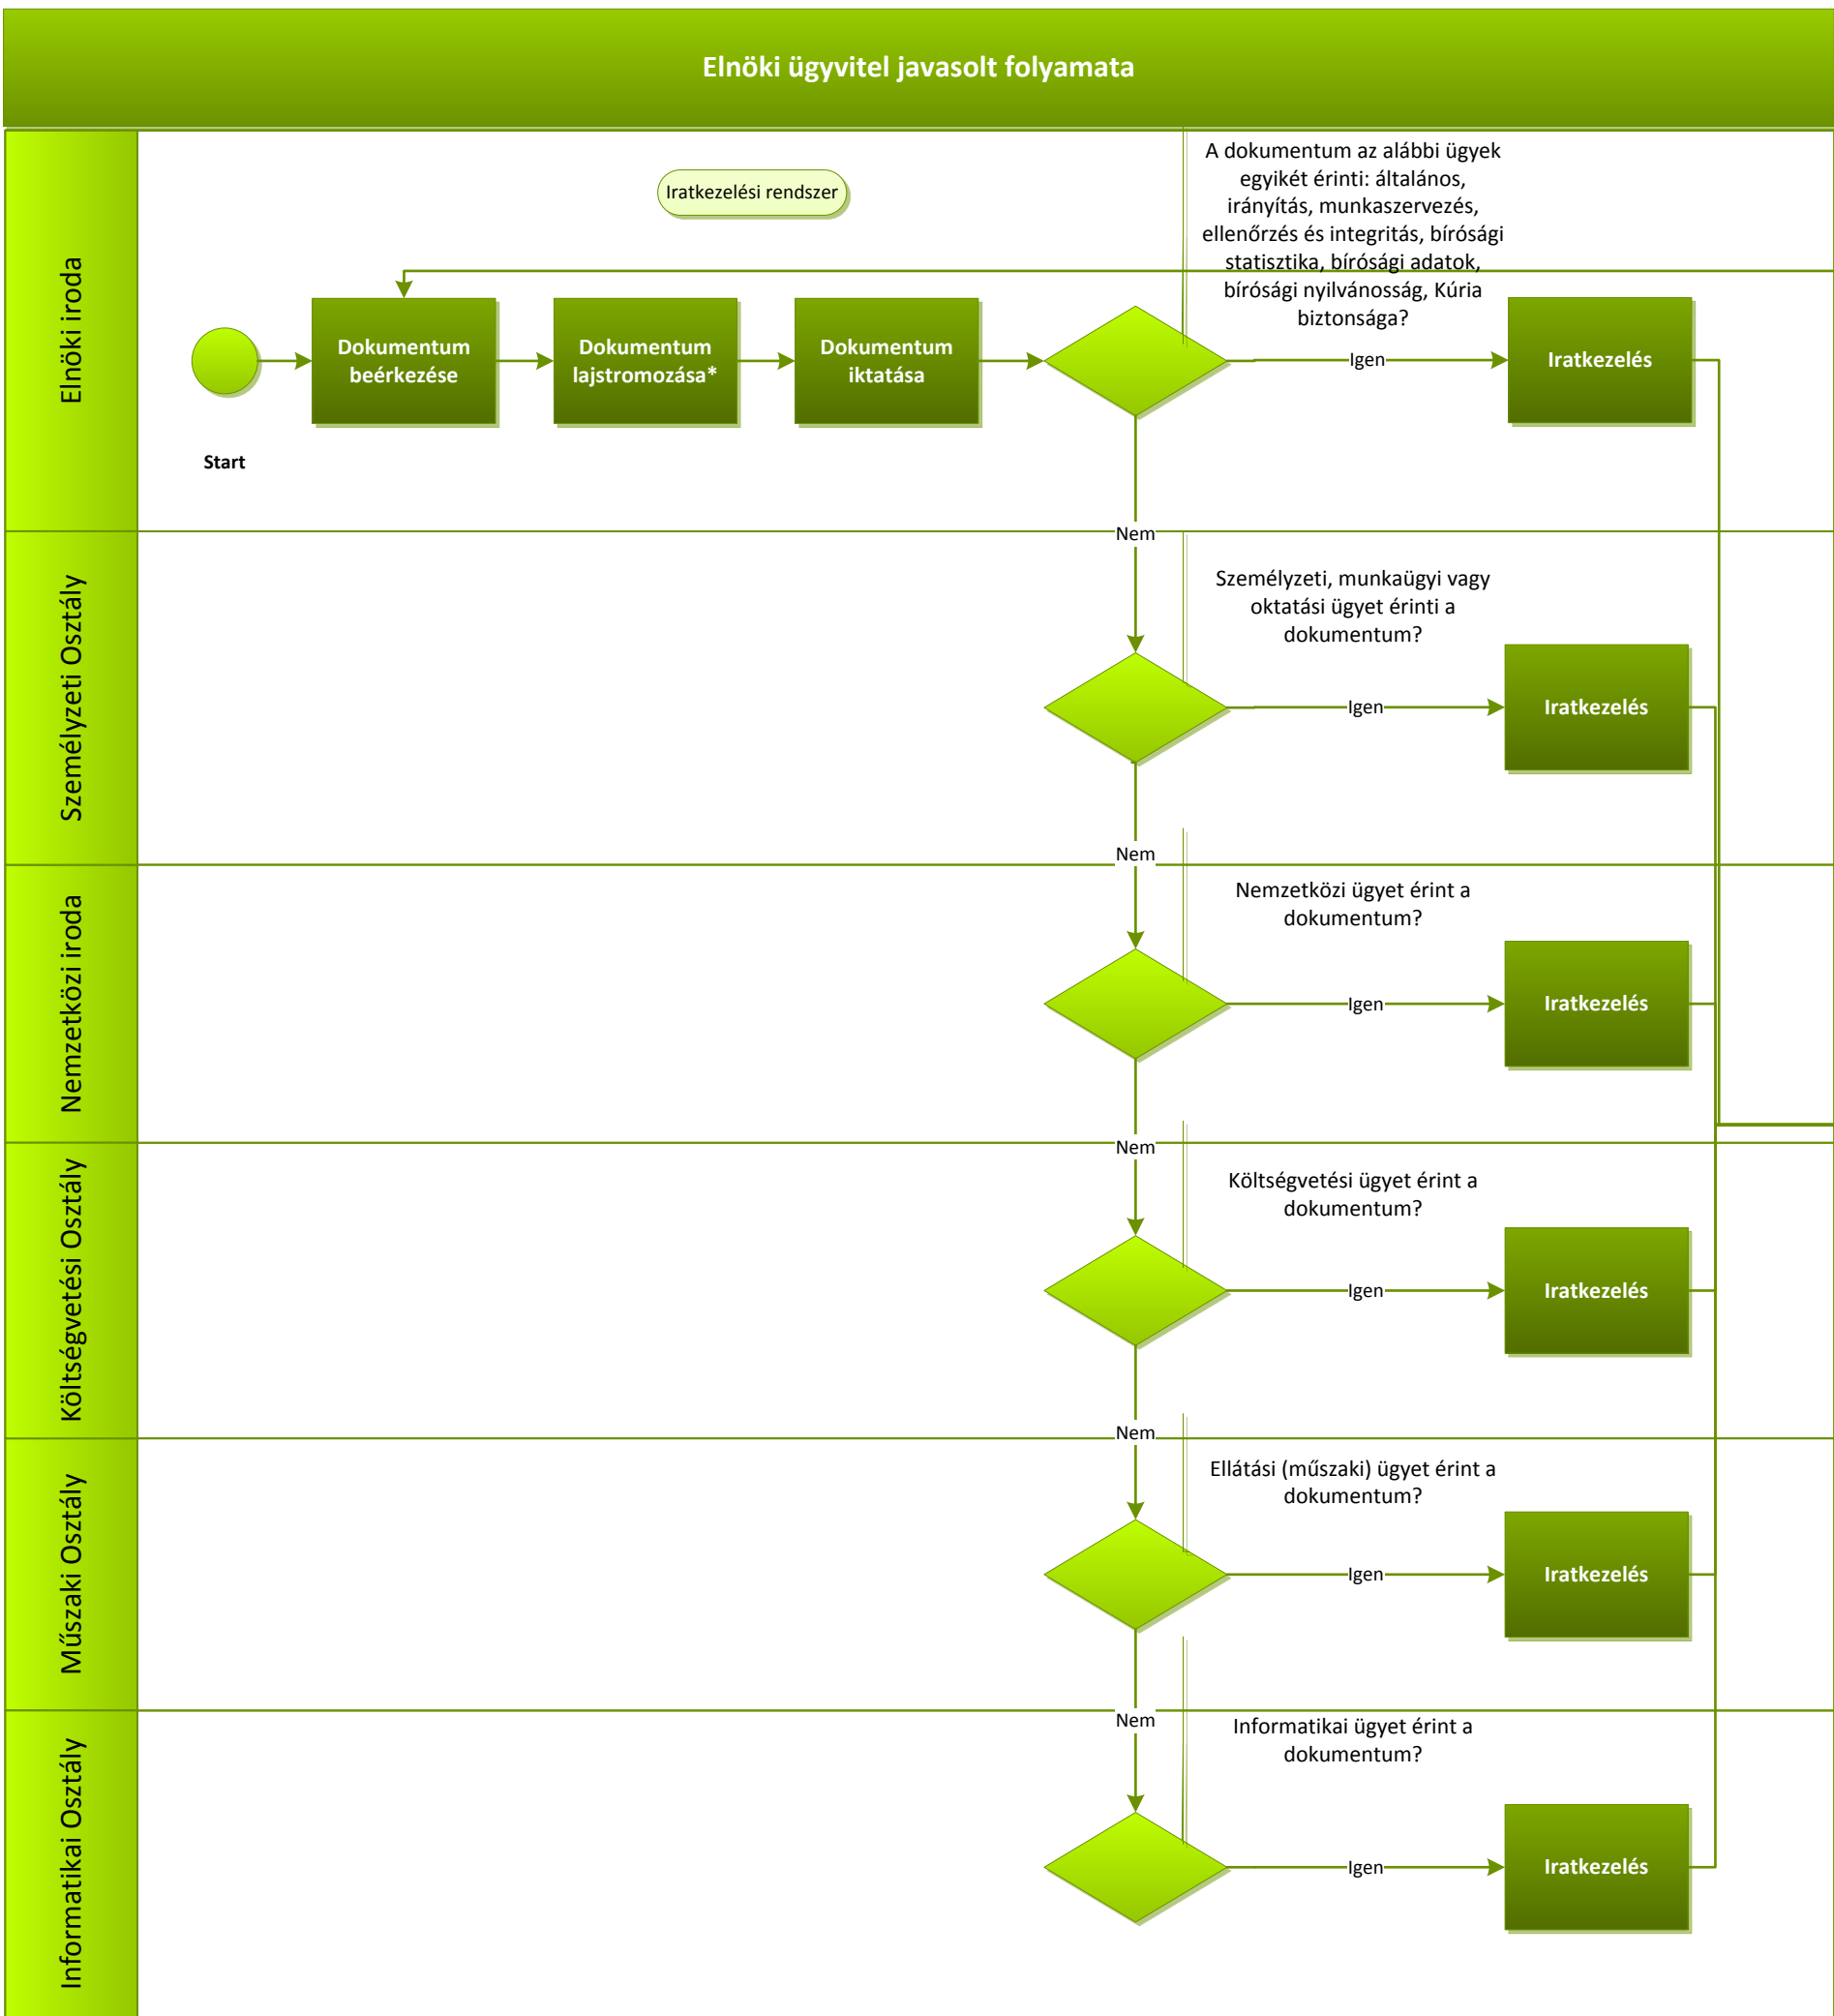 Elnöki ügyvitel javasolt folyamata
Elnöki iroda
Iratkezelési rendszer
A dokumentum az alábbi ügyek
egyikét érinti: általános,
irányítás, munkaszervezés,
ellenőrzés és integritás, bírósági
statisztika, bírósági adatok,
bírósági nyilvánosság, Kúria
biztonsága?
Start
Dokumentum
beérkezése
Dokumentum
lajstromozása*
Dokumentum
iktatása
Igen
Iratkezelés
Nem
Személyzeti Osztály
Személyzeti, munkaügyi vagy
oktatási ügyet érinti a
dokumentum?
Igen
Iratkezelés
Nem
Nemzetközi iroda
Nemzetközi ügyet érint a
dokumentum?
Igen
Iratkezelés
Nem
Költségvetési Osztály
Költségvetési ügyet érint a
dokumentum?
Igen
Iratkezelés
Nem
Műszaki Osztály
Ellátási (műszaki) ügyet érint a
dokumentum?
Igen
Iratkezelés
Nem
Informatikai Osztály
Informatikai ügyet érint a
dokumentum?
Igen
Iratkezelés